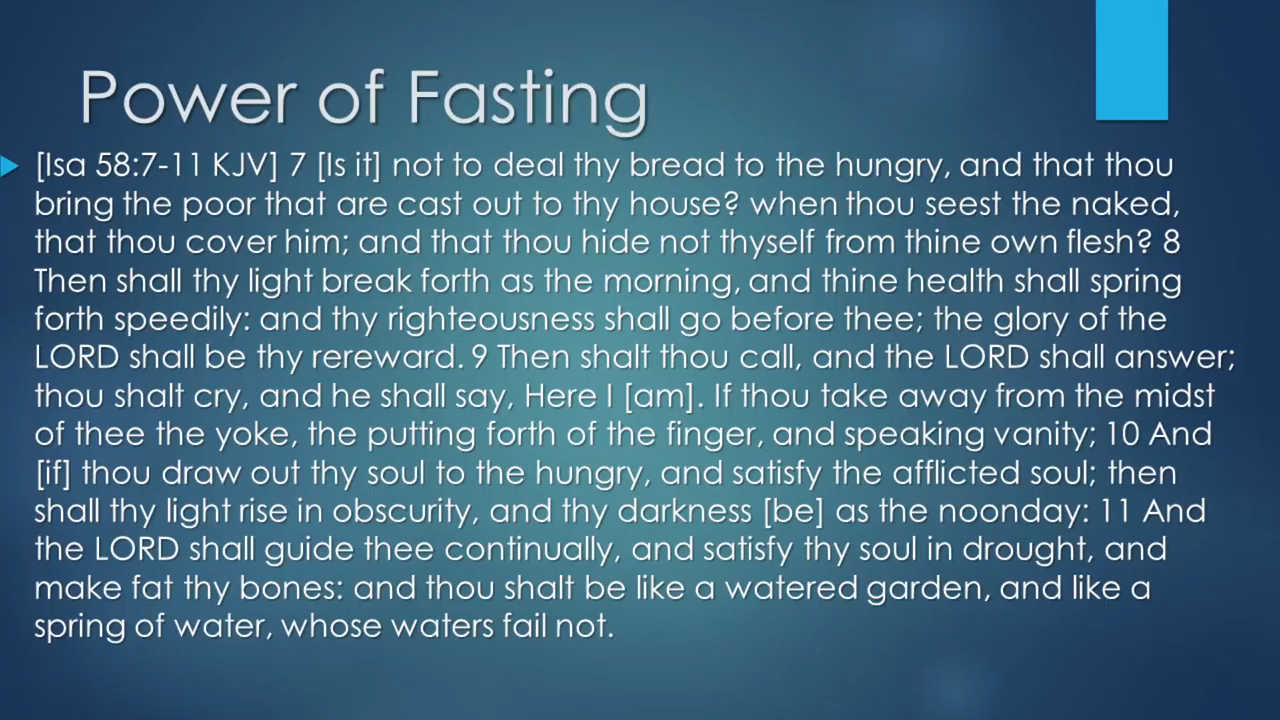 Power of Fasting
[Isa 58:7-11 KJV] 7 [Is it] not to deal thy bread to the hungry, and that thou
bring the poor that are cast out to thy house? when thou seest the naked,
that thou cover him; and that thou hide not thyself from thine own flesh? 8
Then shall thy light break forth as the morning, and thine health shall spring
forth speedily: and thy righteousness shall go before thee; the glory of the
LORD shall be thy rereward. 9 Then shalt thou call, and the LORD shall answer;
thou shalt cry, and he shall say, Here I [am]. If thou take away from the midst
of thee the yoke, the putting forth of the finger, and speaking vanity; 10 And
[if] thou draw out thy soul to the hungry, and satisfy the afflicted soul; then
shall thy light rise in obscurity, and thy darkness [be] as the noonday: 11 And
the LORD shall guide thee continually, and satisfy thy soul in drought, and
make fat thy bones: and thou shalt be like a watered garden, and like a
spring of water, whose waters fail not.